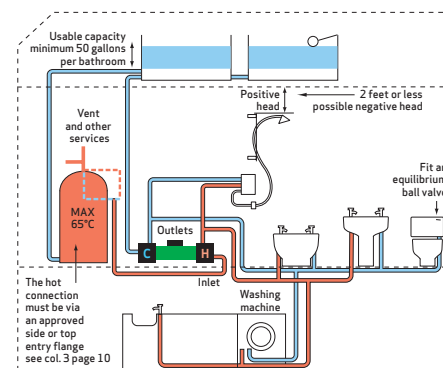 Usable capacity
minimum 50 gallons
per bathroom
Positive
head
2 feet or less
possible negative head
Vent
and other
services
Fit an
equilibrium
ball valve
MAX
65°C
Outlets
C
H
Inlet
The hot
connection
must be via
an approved
side or top
entry flange
see col. 3 page 10
Washing
machine